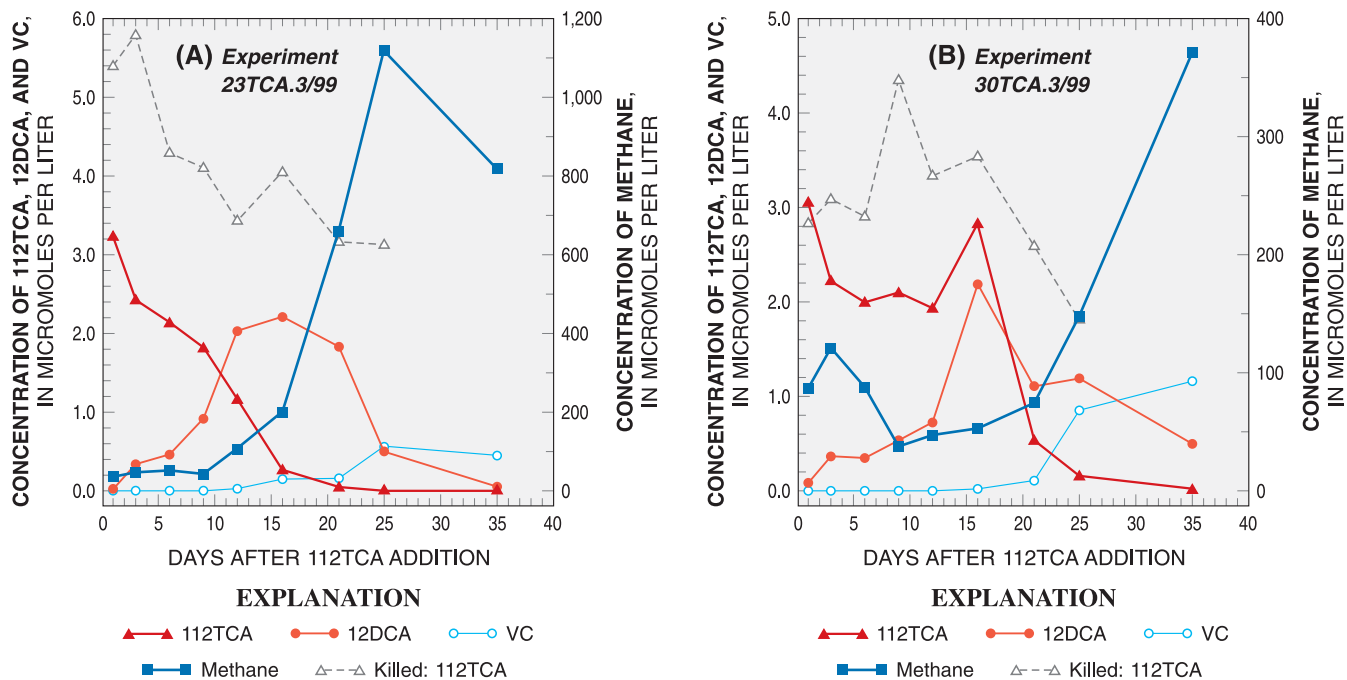 CONCENTRATION OF 112TCA, 12DCA, AND VC,
IN MICROMOLES PER LITER
6.0
5.0
5.0
4.0
5.0
3.0
2.0
1.0
0.0
(A) Experiment
23TCA.3/99
1,200
1,000
800
600
400
200
0
CONCENTRATION OF METHANE,
IN MICROMOLES PER LITER
0 5 10 15 20 25 30 35 40
DAYS AFTER 112TCA ADDITION
EXPLANATION
112TCA 12DCA VC
Methane Killed: 112TCA
CONCENTRATION OF 112TCA, 12DCA, AND VC,
IN MICROMOLES PER LITER
5.0
4.0
3.0
2.0
1.0
0.0
(B) Experiment
30TCA.3/99
400
300
200
100
0
CONCENTRATION OF METHANE,
IN MICROMOLES PER LITER
0 5 10 15 20 25 30 35 40
DAYS AFTER 112TCA ADDITION
EXPLANATION
112TCA 12DCA VC
Methane Killed: 112TCA